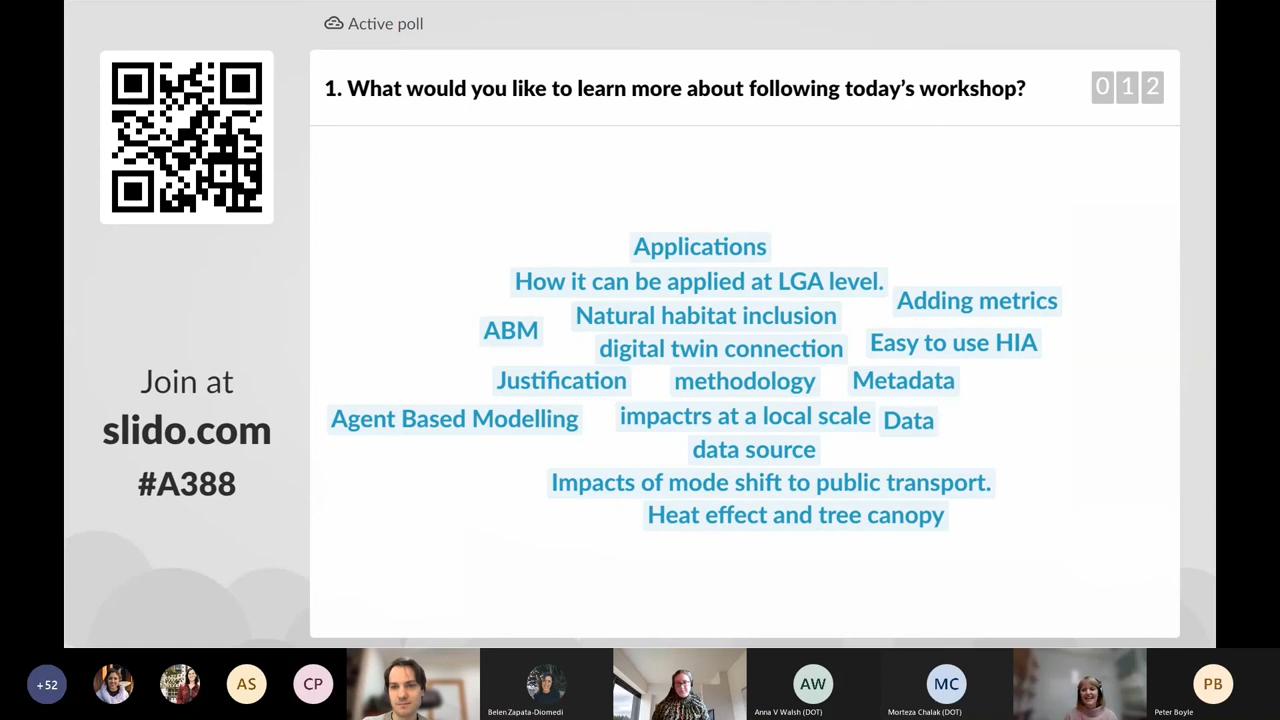 Active poll
1. What would you like to learn more about following today's workshop?
012
Applications
How it can be applied at LGA level.
Adding metrics
Natural habitat inclusion
ABM
Easy to use HIA
digital twin connection
Justification
methodology
Metadata
Agent Based Modelling
impactrs at a local scale
Data
data source
Impacts of mode shift to public transport.
Heat effect and tree canopy
Join at
slido.com
#A388
+52
AS
CP
Belen Zapata-Diomedi
AW
Anna V Walsh (DOT)
MC
Morteza Chalak (DOT)
PB
Peter Boyle